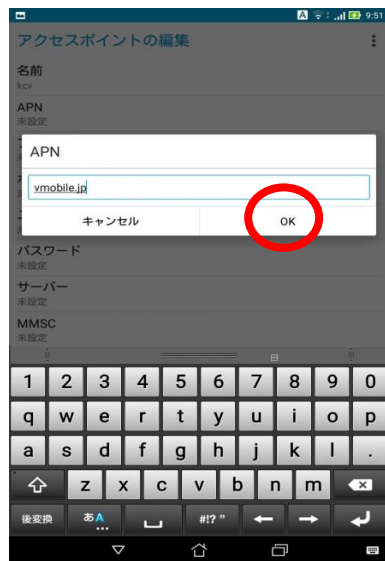 A 9:51
アクセスポイントの編集
名前
kcv
APN
未設定
APN
vmobile.jp
キャンセル OK
パスワード
未設定
サーバー
未設定
MMSC
未設定
1 2 3 4 5 6 7 8 9 0
q w e r t y u i o p
a s d f g h j k l .
z x c v b n m
後変換 あA ... #!? "